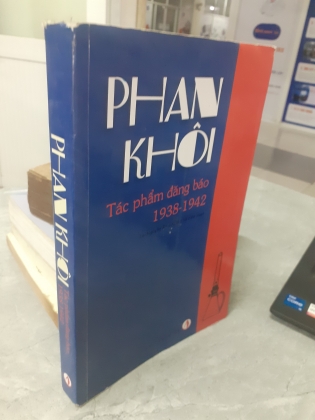 PHAN
KHÔI
Tác phẩm đăng báo
1938-1942
PHAN KHÔI